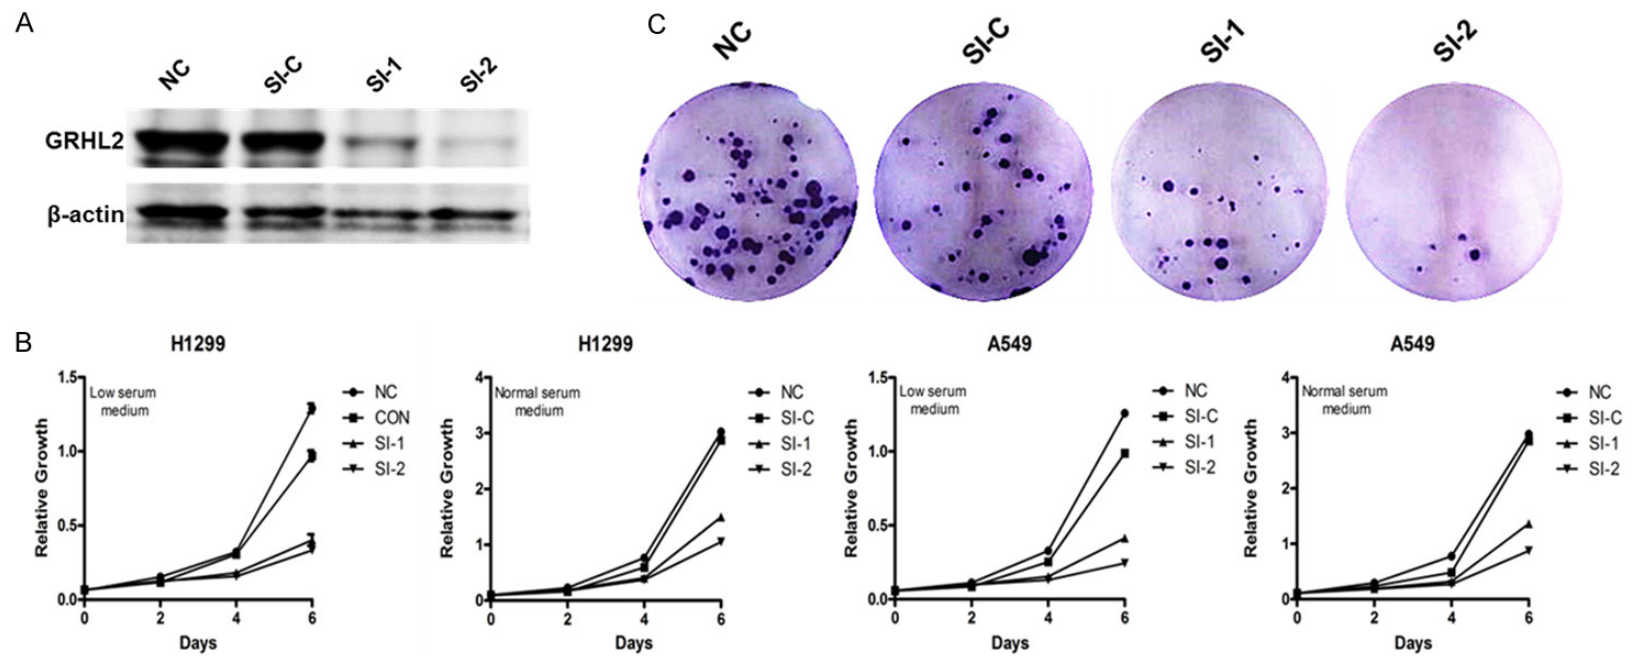 A
NC
SI-C
SI-1
SI-2
GRHL2
β-actin
C
NC
SI-C
SI-1
SI-2
B
H1299
Relative Growth
1.5
1.0
0.5
0.0
Low serum
medium
NC
CON
SI-1
SI-2
0 2 4 6
Days
H1299
Relative Growth
4
3
2
1
0
Normal serum
medium
NC
SI-C
SI-1
SI-2
0 2 4 6
Days
A549
Relative Growth
1.5
1.0
0.5
0.0
Low serum
medium
NC
SI-C
SI-1
SI-2
0 2 4 6
Days
A549
Relative Growth
4
3
2
1
0
Normal serum
medium
NC
SI-C
SI-1
SI-2
0 2 4 6
Days